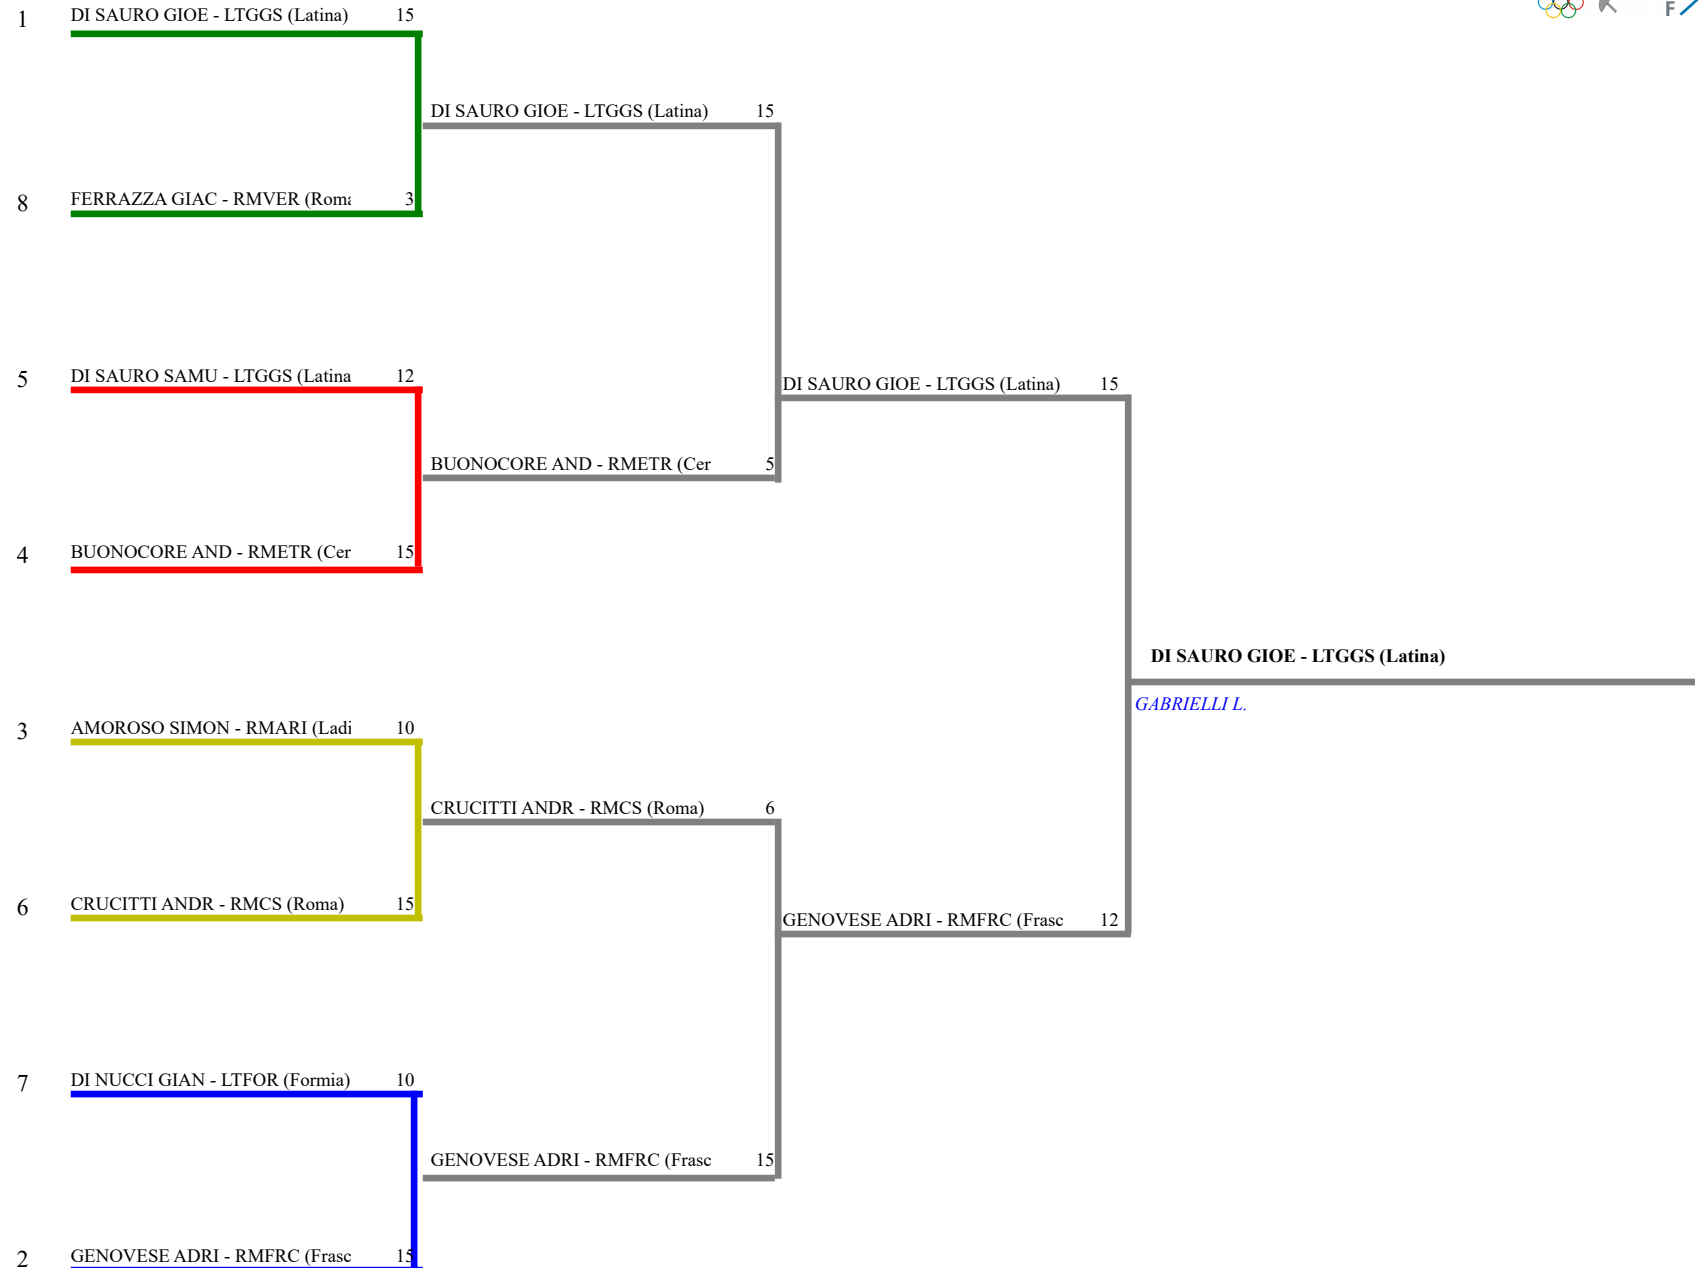 F
1 DI SAURO GIOE - LTGGS (Latina) 15
DI SAURO GIOE - LTGGS (Latina) 15
8 FERRAZZA GIAC - RMVER (Roma 3
5 DI SAURO SAMU - LTGGS (Latina 12
DI SAURO GIOE - LTGGS (Latina) 15
BUONOCORE AND - RMETR (Cer 5
4 BUONOCORE AND - RMETR (Cer 15
DI SAURO GIOE - LTGGS (Latina)
GABRIELLI L.
3 AMOROSO SIMON - RMARI (Ladi 10
CRUCITTI ANDR - RMCS (Roma) 6
6 CRUCITTI ANDR - RMCS (Roma) 15
GENOVESE ADRI - RMFRC (Frasc 12
7 DI NUCCI GIAN - LTFOR (Formia) 10
GENOVESE ADRI - RMFRC (Frasc 15
2 GENOVESE ADRI - RMFRC (Frasc 15